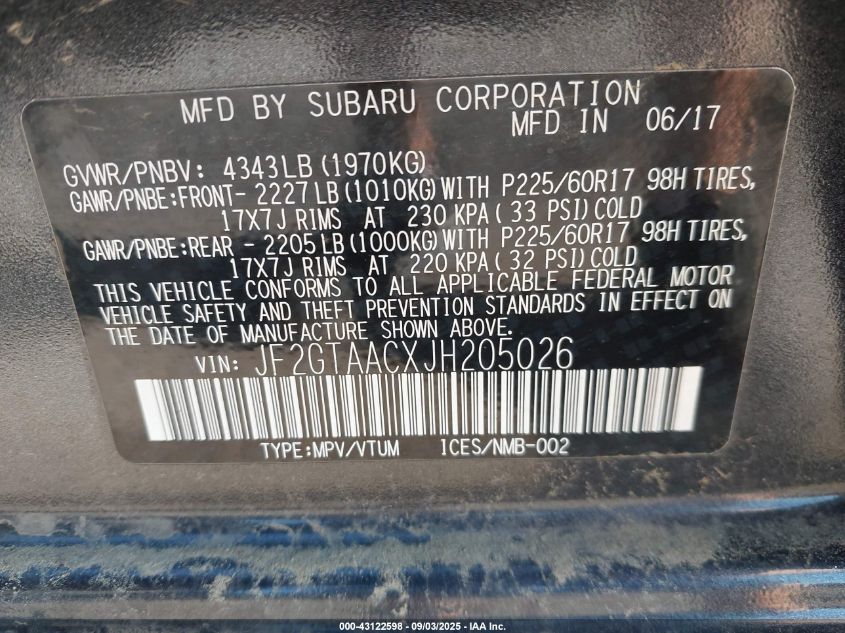 MFD BY SUBARU CORPORATION
MFD IN 06/17
GVWR/PNBV: 4343LB (1970KG)
GAWR/PNBE:FRONT- 2227LB(1010KG)WITH P225/60R17 98H TIRES,
17X7J RIMS AT 230 KPA(33 PSI)COLD
GAWR/PNBE:REAR - 2205LB(1000KG)WITH P225/60R17 98H TIRES,
17X7J RIMS AT 220 KPA(32 PSI)COLD
THIS VEHICLE CONFORMS TO ALL APPLICABLE FEDERAL MOTOR
VEHICLE SAFETY AND THEFT PREVENTION STANDARDS IN EFFECT ON
THE DATE OF MANUFACTURE SHOWN ABOVE.
VIN: JF2GTAACXJH205026
TYPE:MPV/VTUM ICES/NMB-002
000-43122598 - 09/03/2025 - IAA Inc.